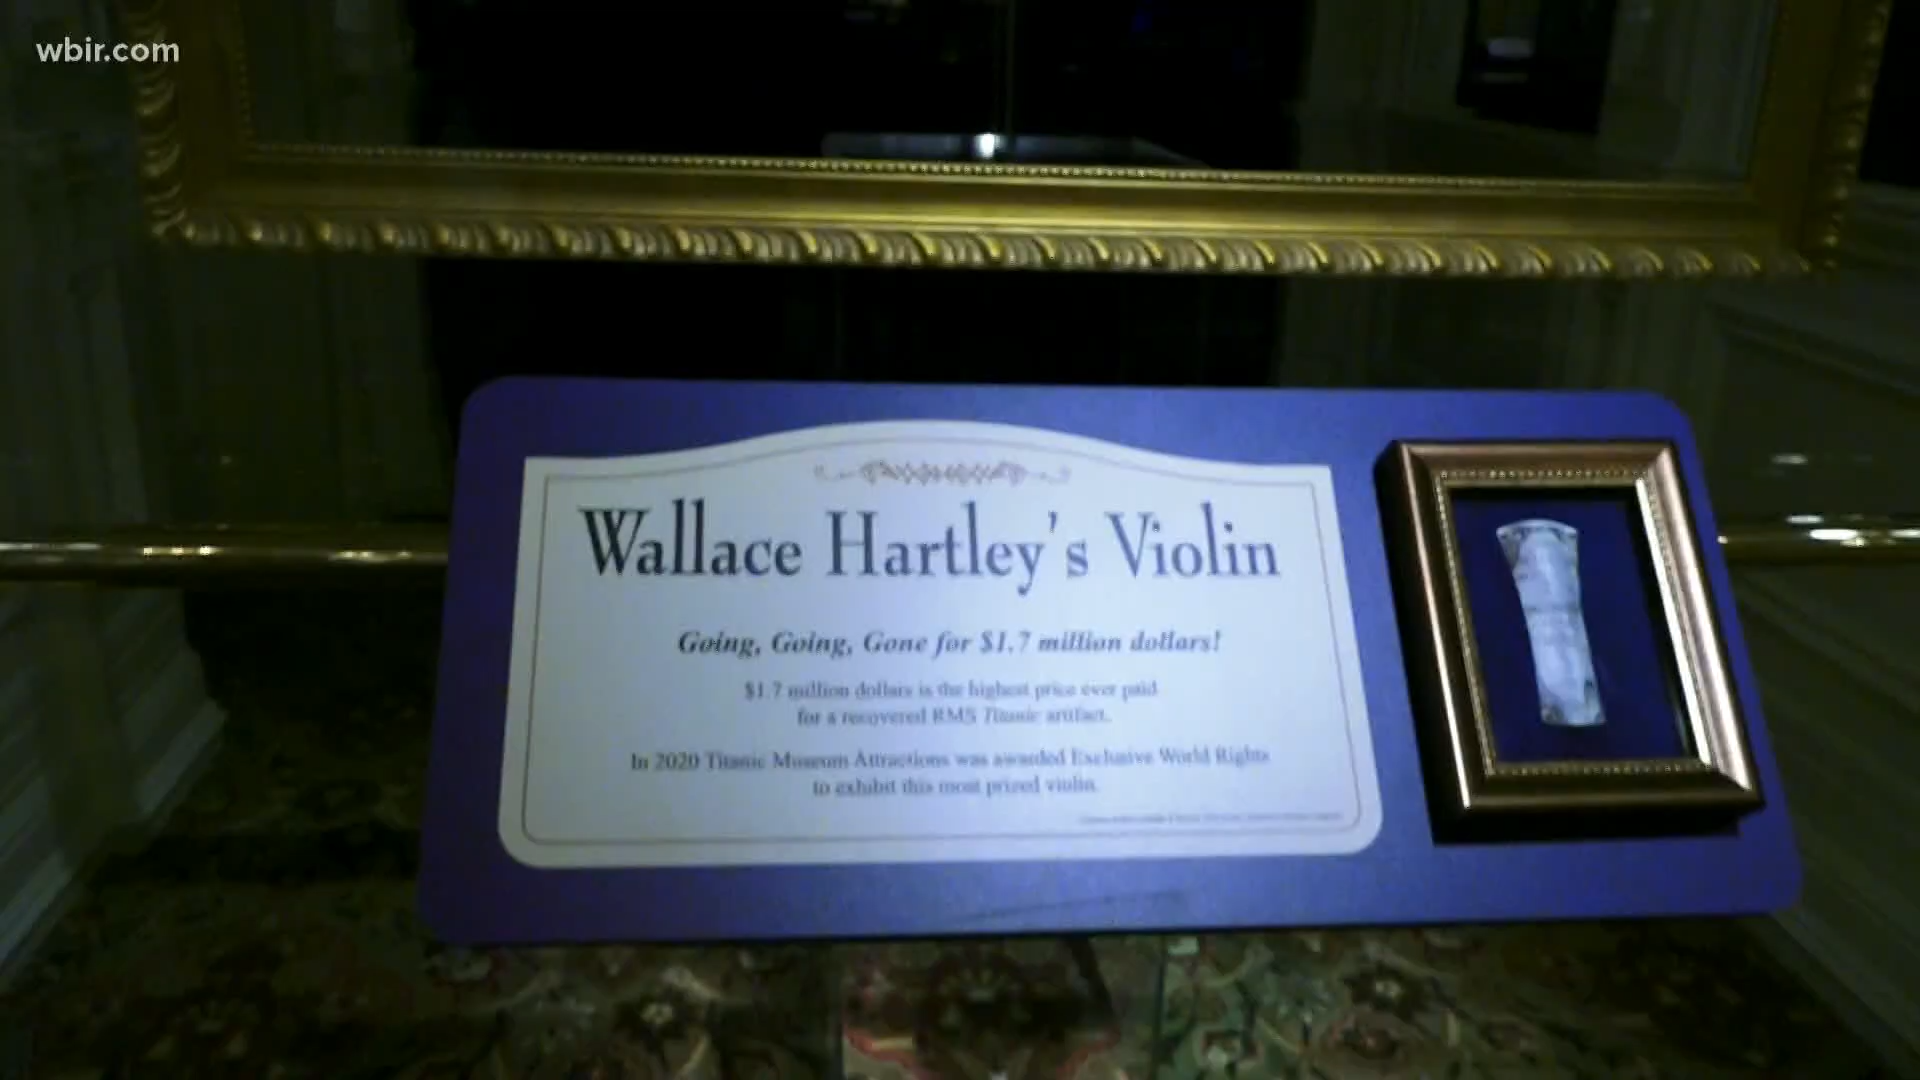 wbir.com
Wallace Hartley's Violin
Going, Going, Gone for $1.7 million dollars!
$1.7 million dollars is the highest price ever paid
for a recovered RMS Titanic artifact.
In 2020 Titanic Museum Attractions was awarded Exclusive World Rights
to exhibit this most prized violin.